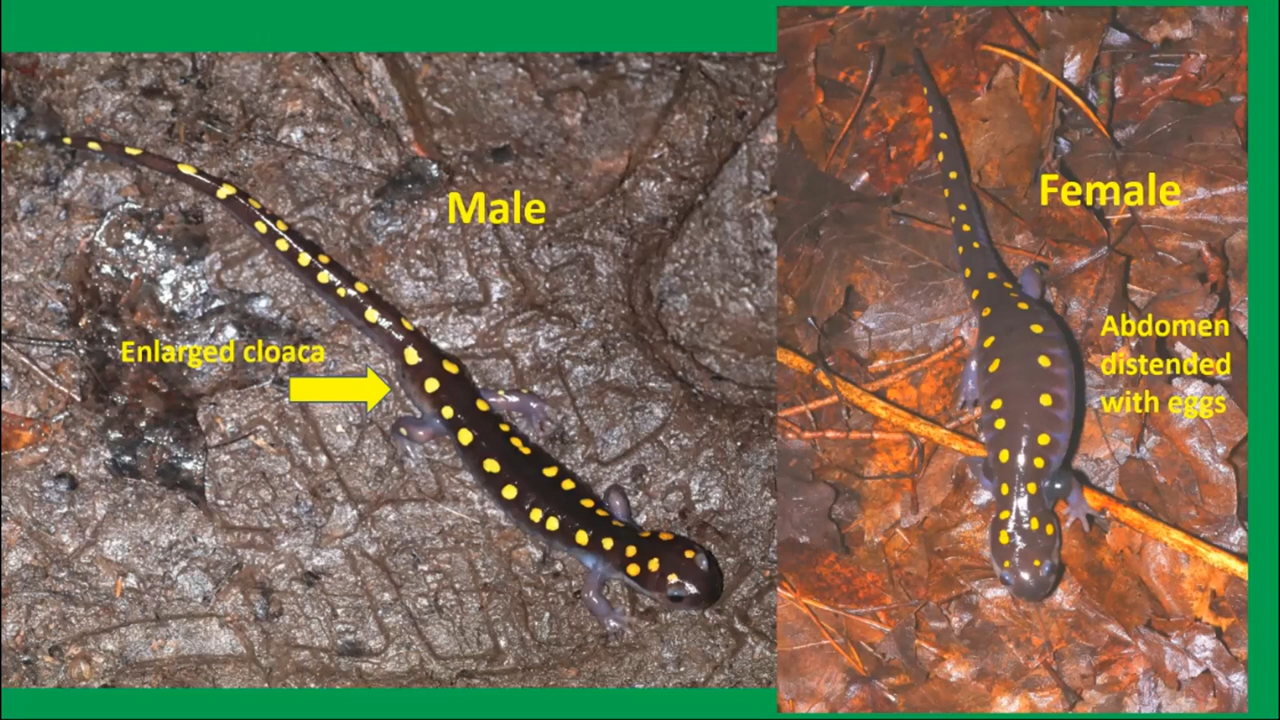 Male
Enlarged cloaca
Female
Abdomen
distended
with eggs